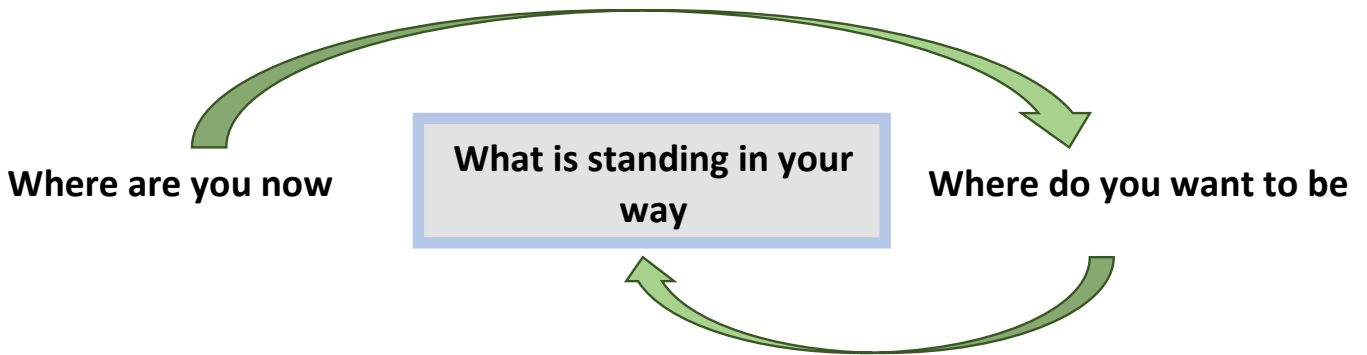 Where are you now
What is standing in your
way
Where do you want to be